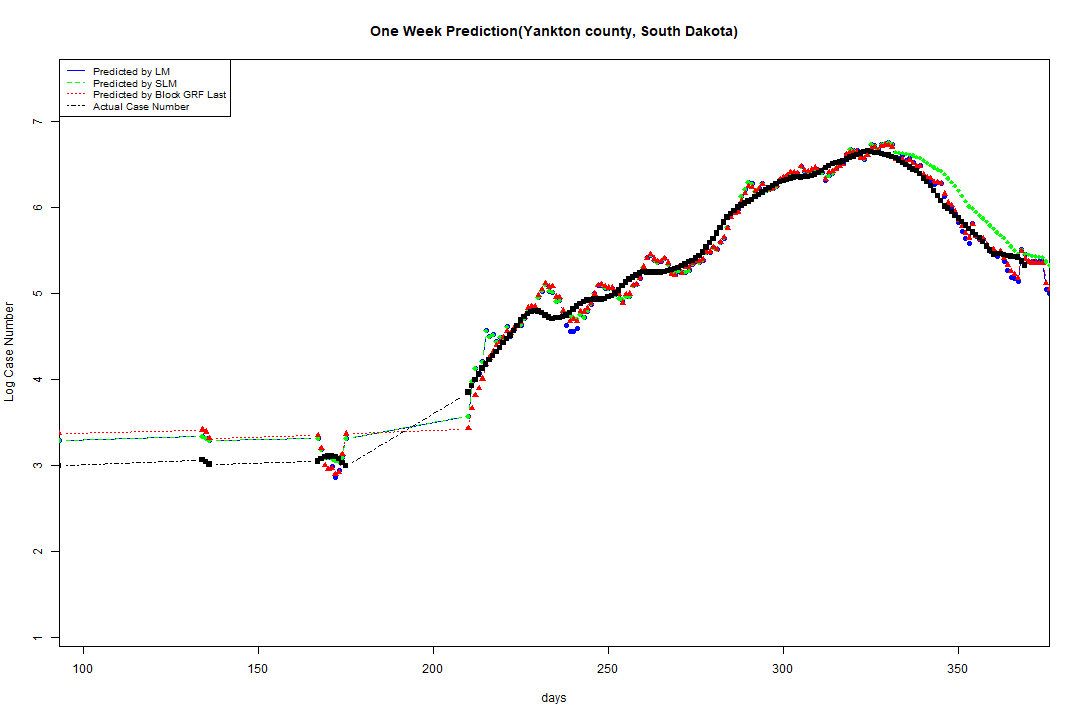 One Week Prediction(Yankton county, South Dakota)
Predicted by LM
Predicted by SLM
Predicted by Block GRF Last
Actual Case Number
7
6
5
4
3
2
1
Log Case Number
100 150 200 250 300 350
days